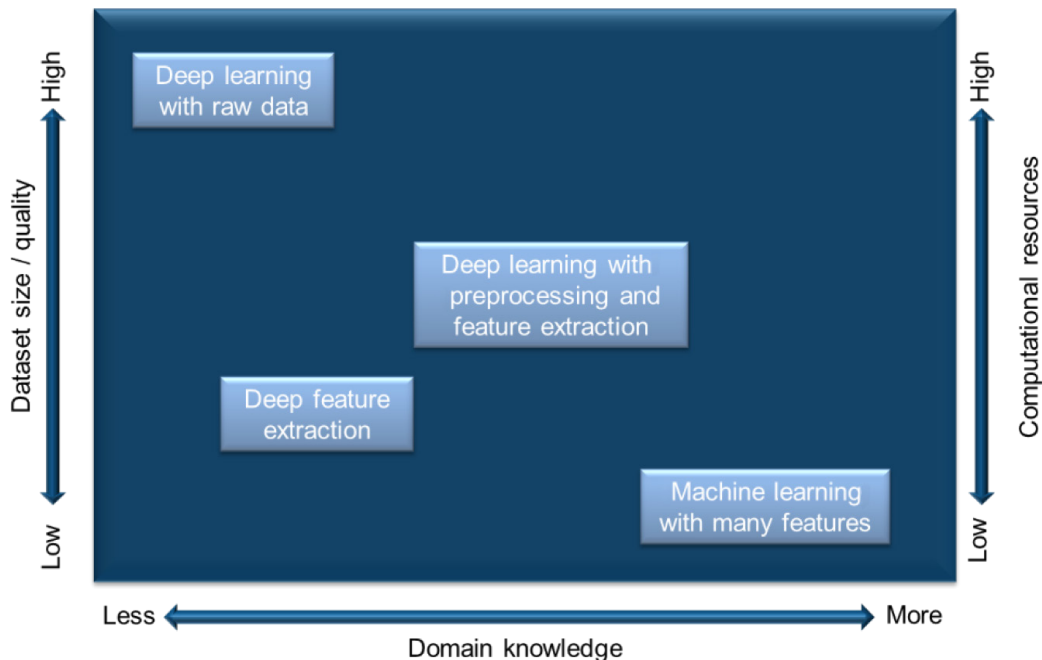 High
Dataset size / quality
Low
Deep learning
with raw data
Deep learning with
preprocessing and
feature extraction
Deep feature
extraction
Machine learning
with many features
High
Computational resources
Low
Less
More
Domain knowledge